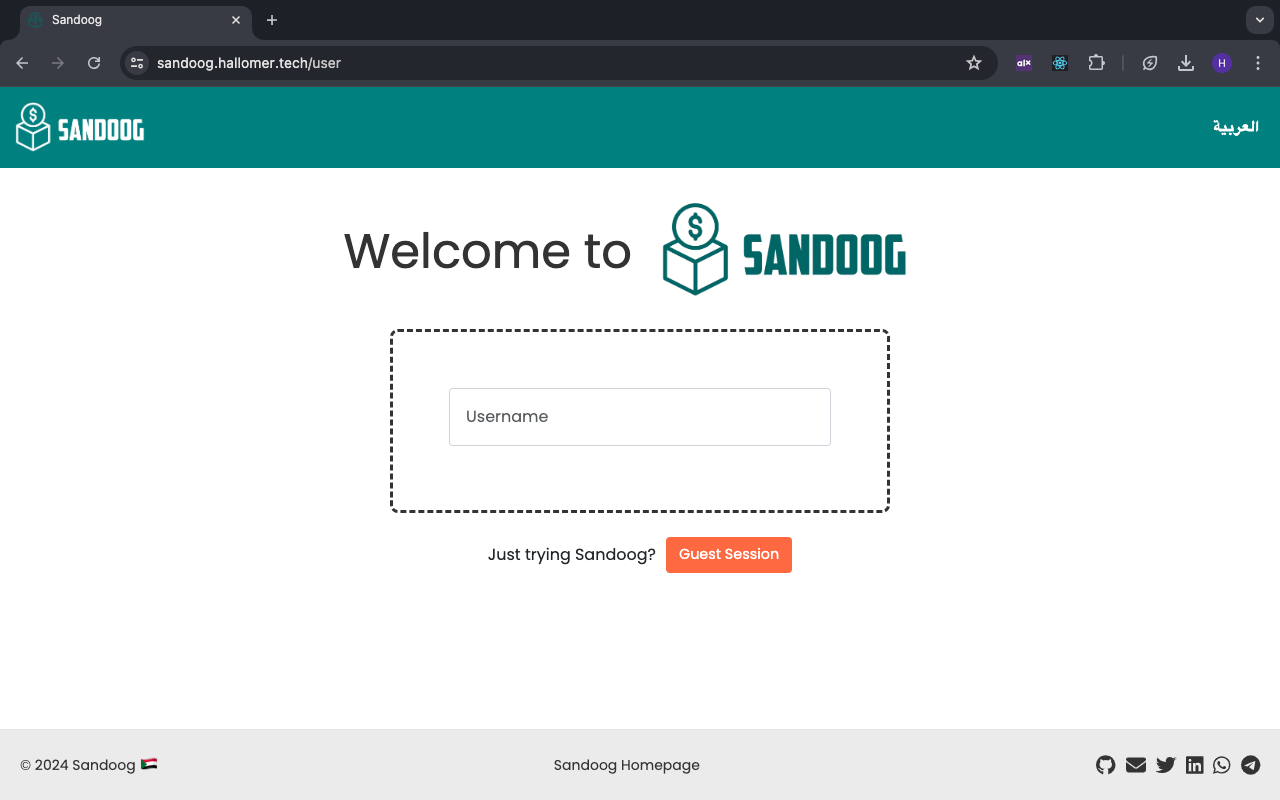 Sandoog
sandoog.hallomer.tech/user
alx
H
$ SANDOOG
العربية
Welcome to $ SANDOOG
Username
Just trying Sandoog? Guest Session
© 2024 Sandoog 🇸🇩
Sandoog Homepage
in